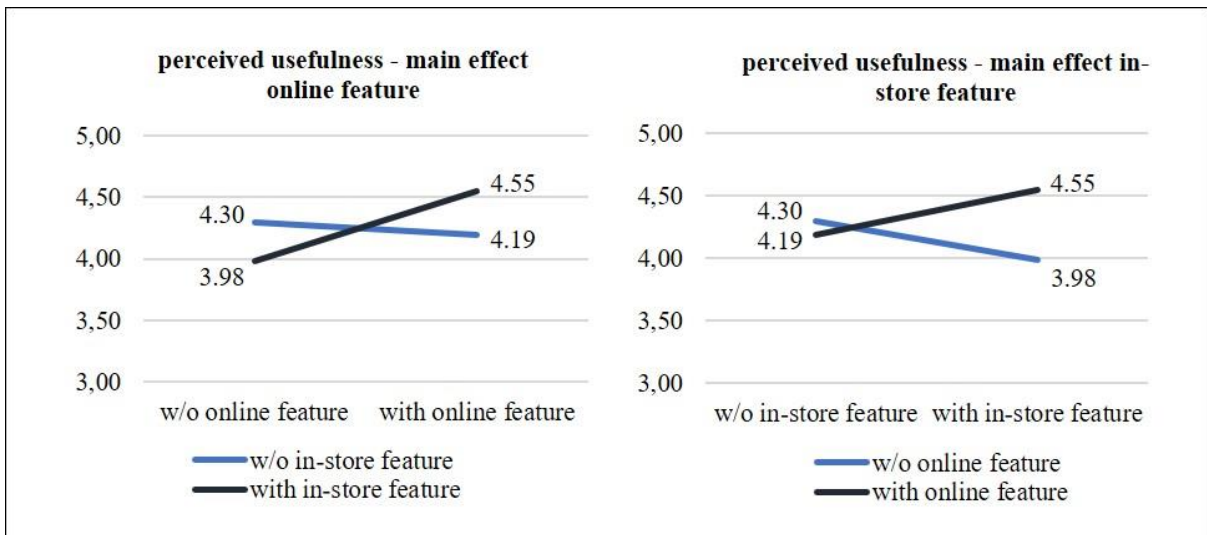 perceived usefulness - main effect
online feature
5,00
4,50
4,00
3,50
3,00
4.30
3.98
4.55
4.19
w/o online feature with online feature
w/o in-store feature
with in-store feature
perceived usefulness - main effect in-
store feature
5,00
4,50
4,00
3,50
3,00
4.30
4.19
4.55
3.98
w/o in-store feature with in-store feature
w/o online feature
with online feature